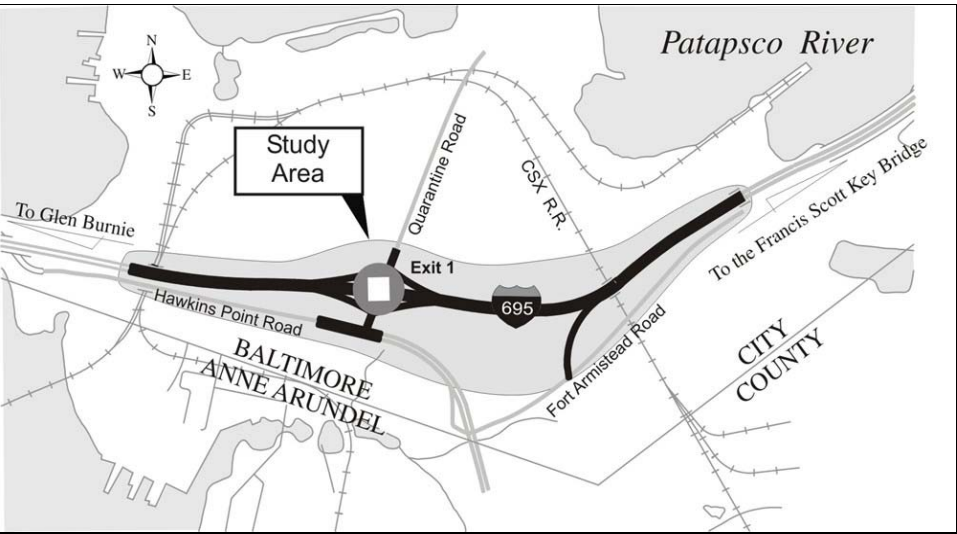 Patapsco River
N
W E
S
Study
Area
Quarantine Road
CSX R.R.
To Glen Burnie
To the Francis Scott Key Bridge
Exit 1
695
Hawkins Point Road
Fort Armistead Road
BALTIMORE
ANNE ARUNDEL
CITY
COUNTY